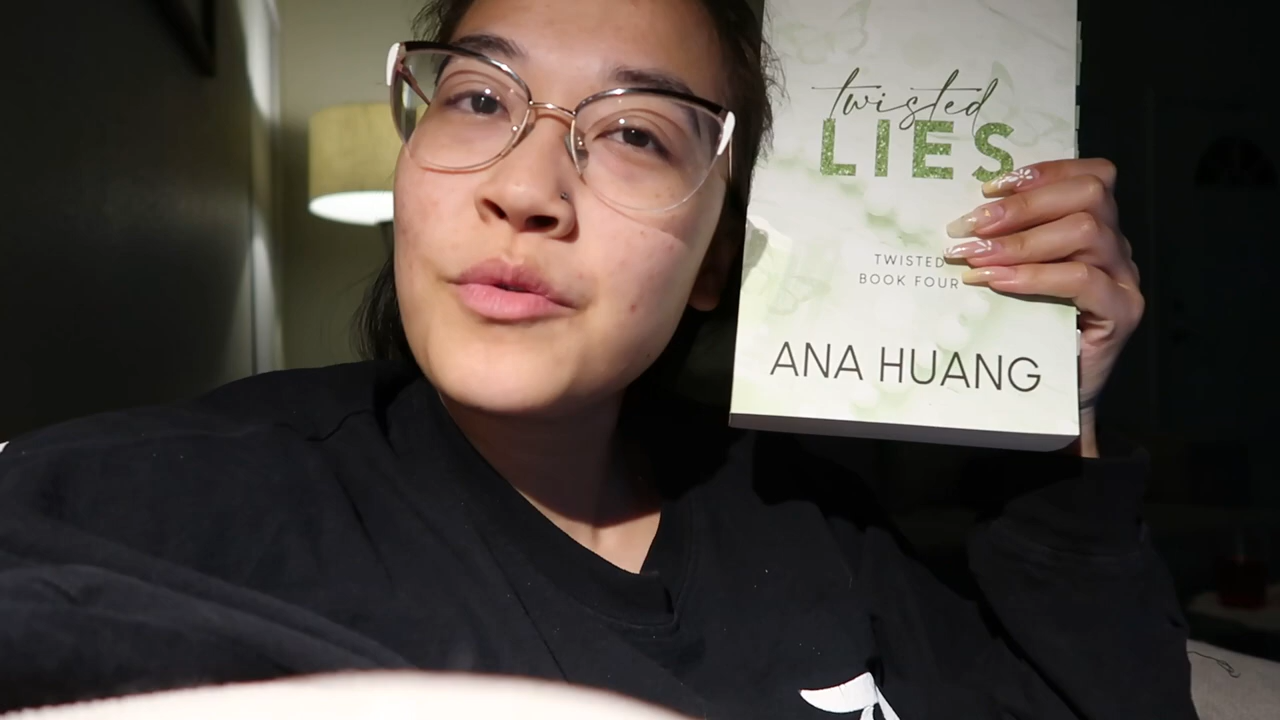 twisted
LIES
TWISTED
BOOK FOUR
ANA HUANG